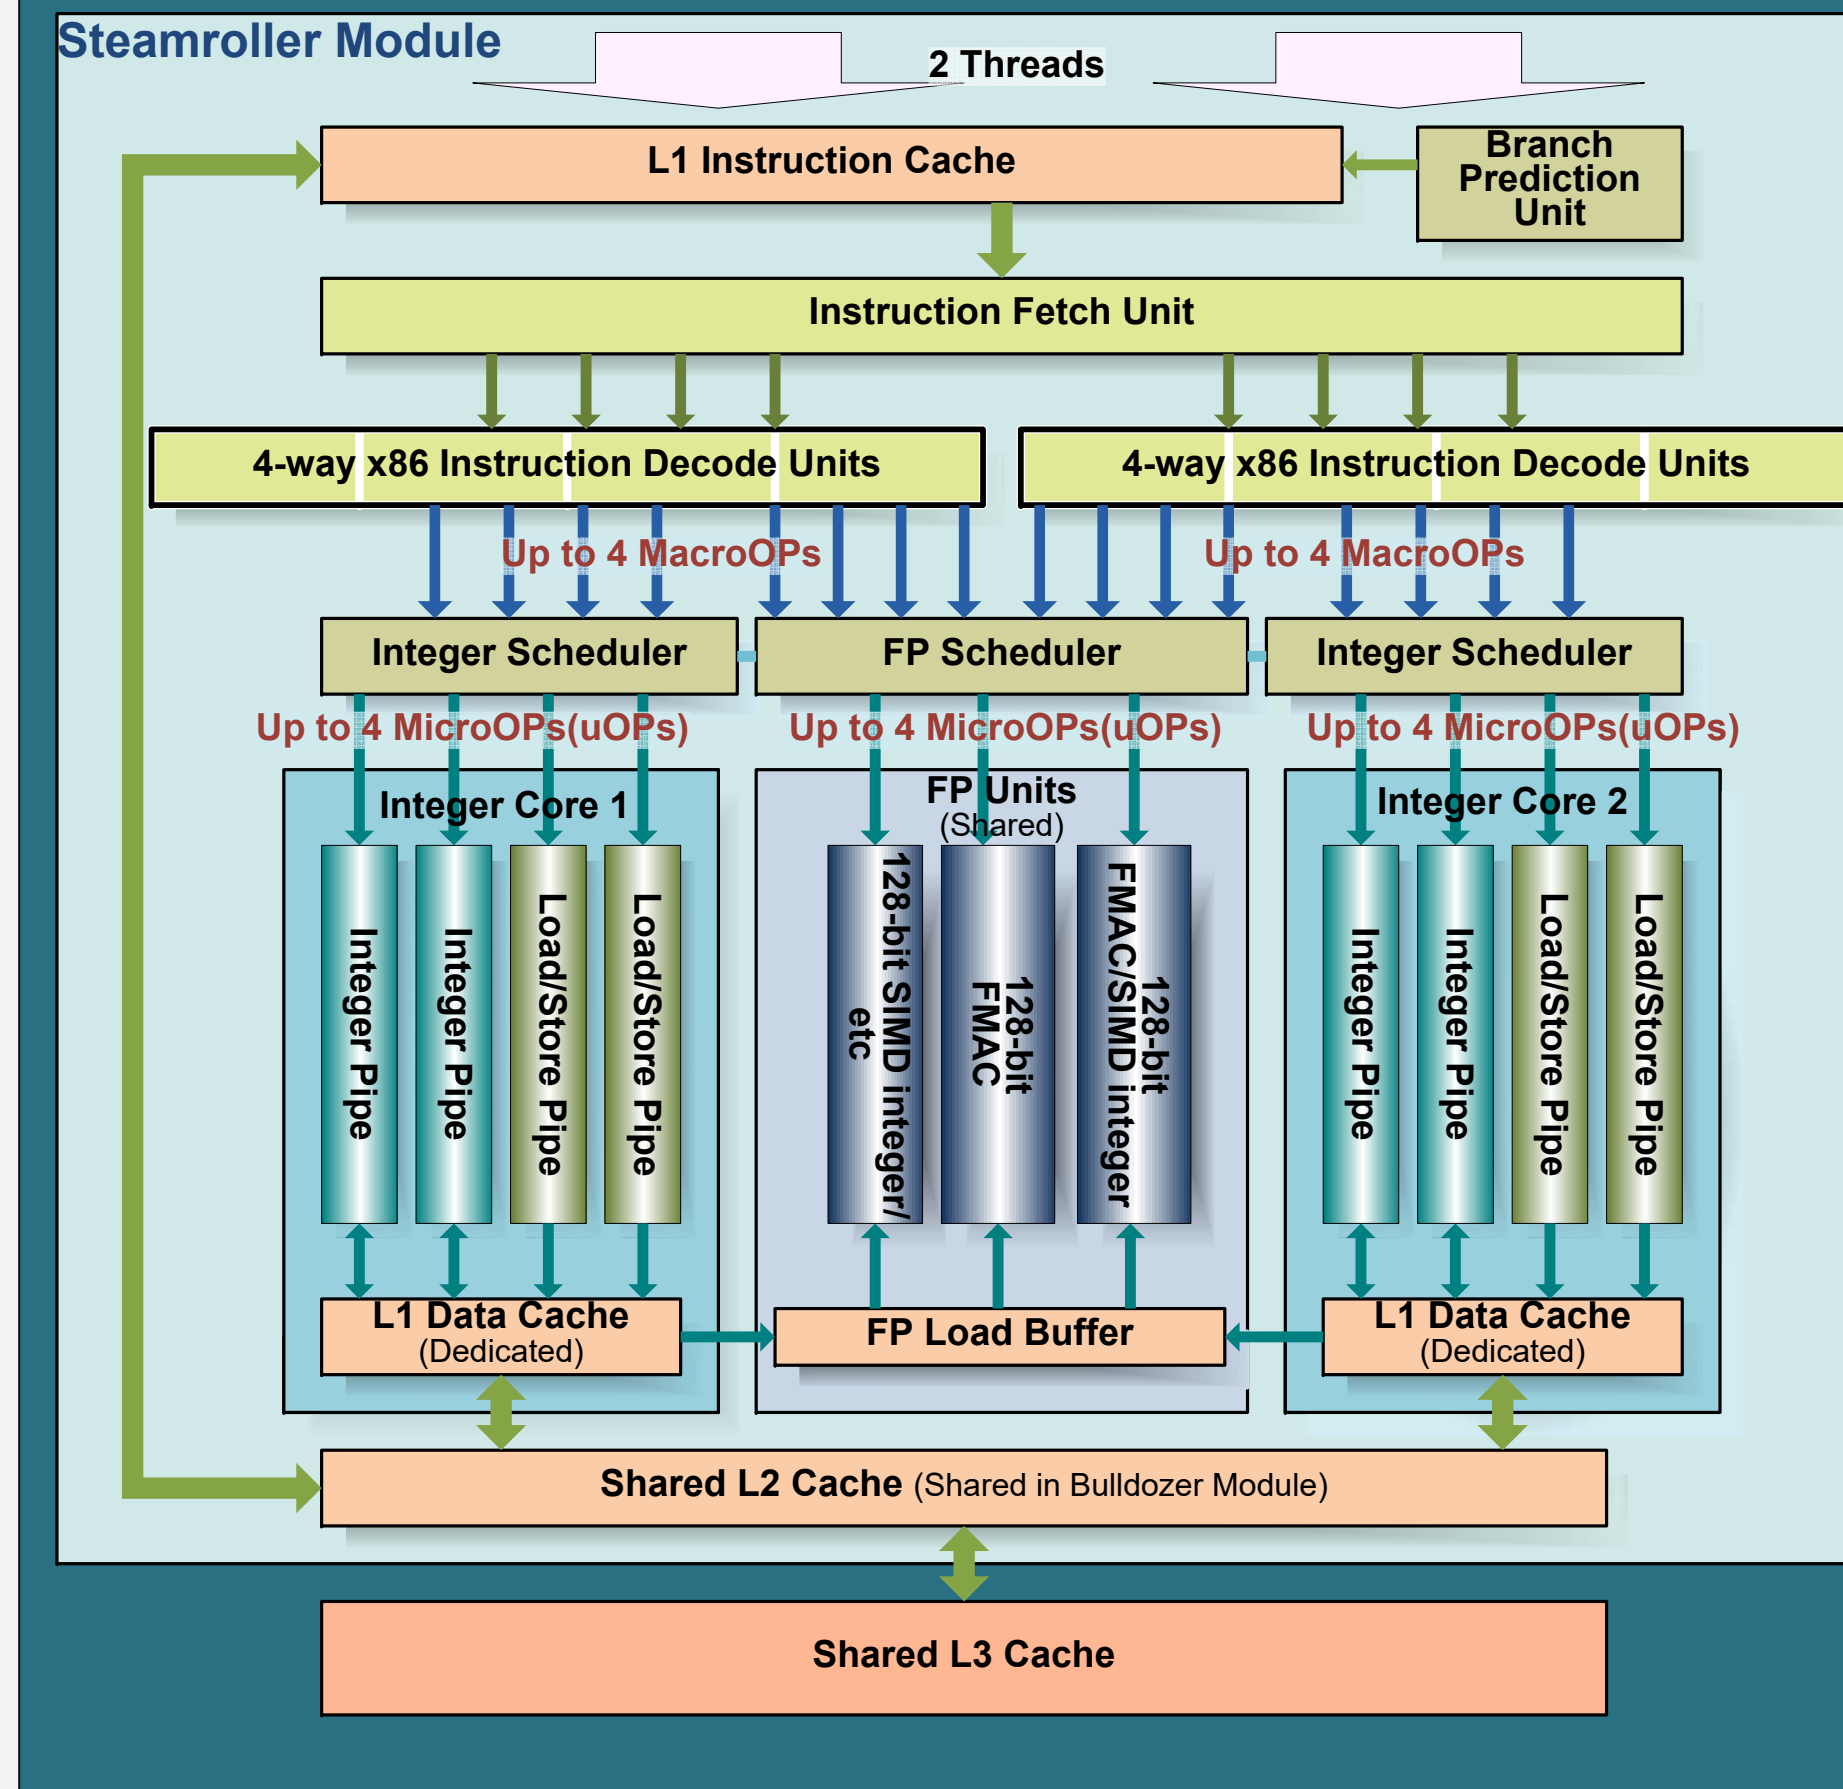 Steamroller Module
2 Threads
L1 Instruction Cache
Branch
Prediction
Unit
Instruction Fetch Unit
4-way x86 Instruction Decode Units
4-way x86 Instruction Decode Units
Up to 4 MacroOPs
Up to 4 MacroOPs
Integer Scheduler
FP Scheduler
Integer Scheduler
Up to 4 MicroOPs(uOPs)
Up to 4 MicroOPs(uOPs)
Up to 4 MicroOPs(uOPs)
Integer Core 1
Integer Pipe
Integer Pipe
Load/Store Pipe
Load/Store Pipe
L1 Data Cache
(Dedicated)
FP Units
(Shared)
128-bit SIMD integer/
etc
128-bit
FMAC
128-bit
FMAC/SIMD integer
FP Load Buffer
Integer Core 2
Integer Pipe
Integer Pipe
Load/Store Pipe
Load/Store Pipe
L1 Data Cache
(Dedicated)
Shared L2 Cache (Shared in Bulldozer Module)
Shared L3 Cache